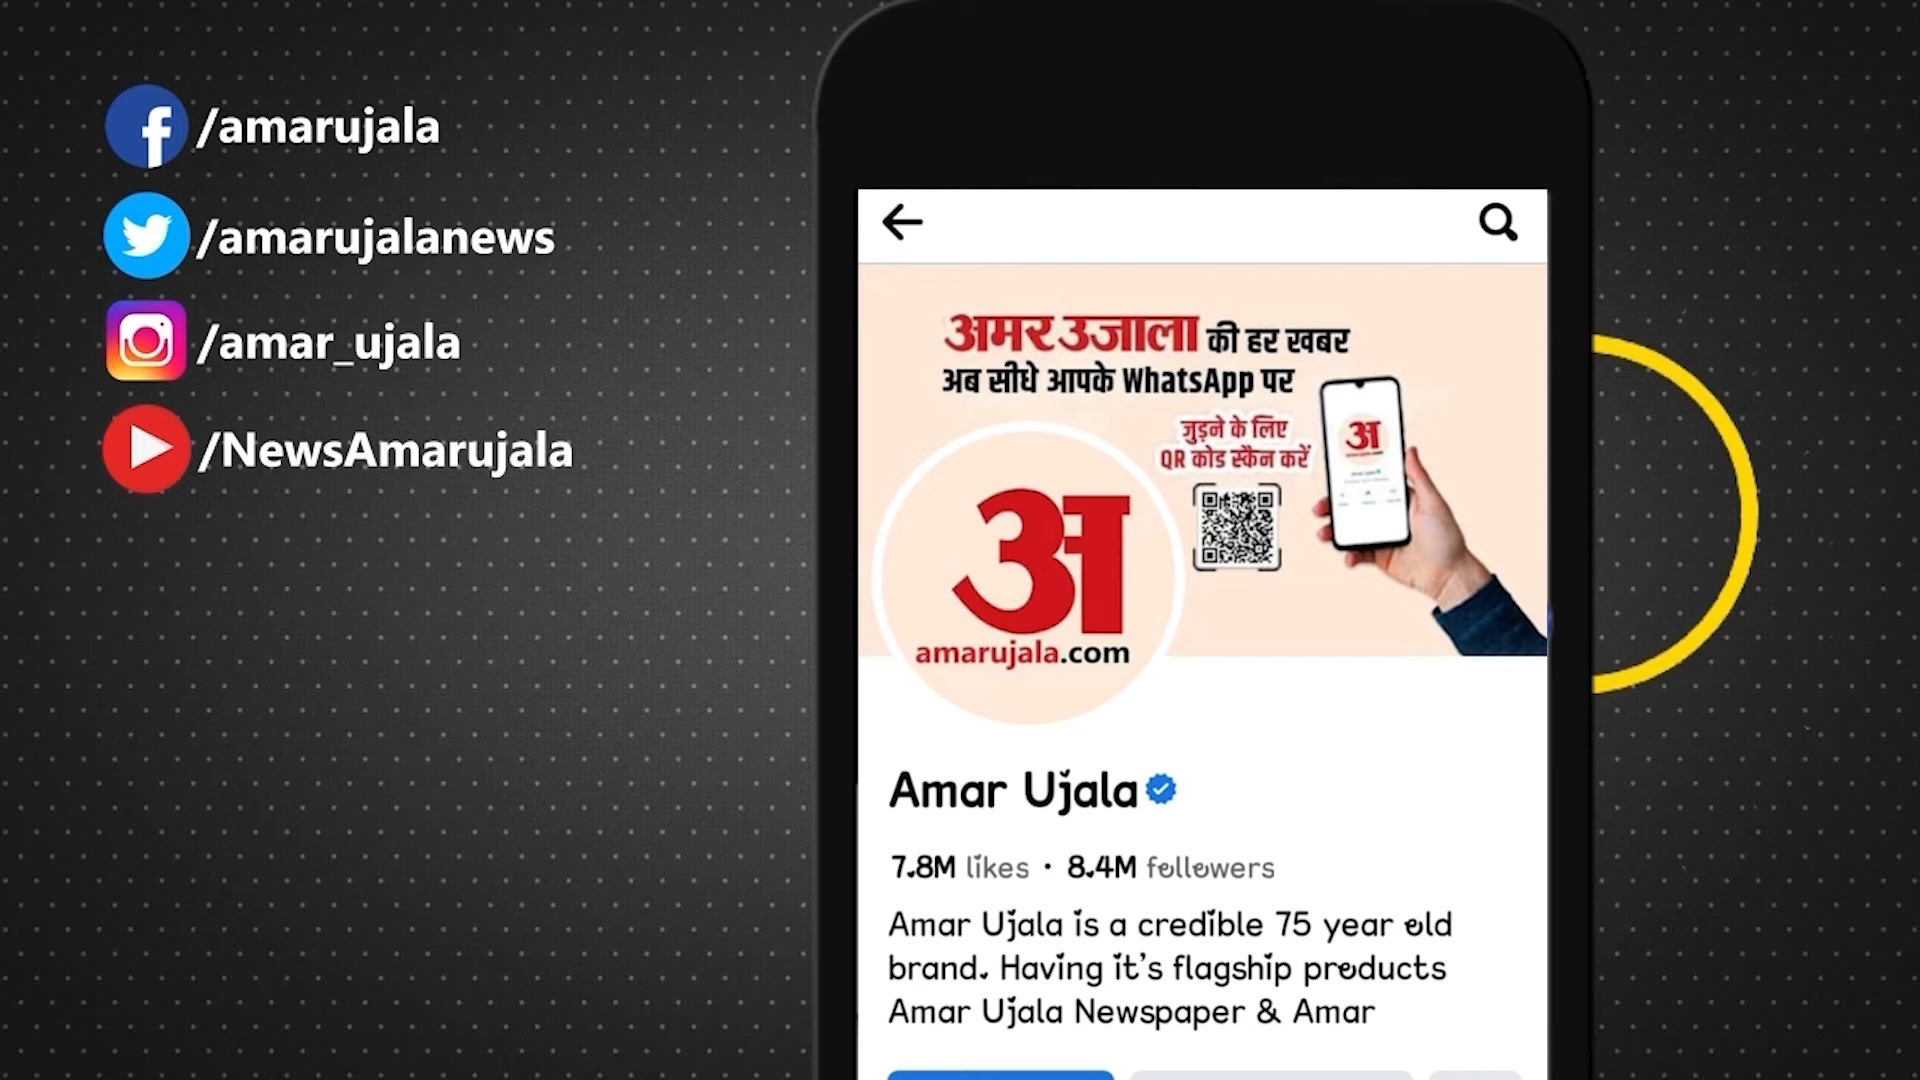 /amarujala
/amarujalanews
/amar_ujala
/NewsAmarujala
अमर उजाला की हर खबर
अब सीधे आपके WhatsApp पर
जुड़ने के लिए
QR कोड स्कैन करें
अ
अ
amarujala.com
Amar Ujala
7.8M likes · 8.4M followers
Amar Ujala is a credible 75 year old
brand. Having it's flagship products
Amar Ujala Newspaper & Amar